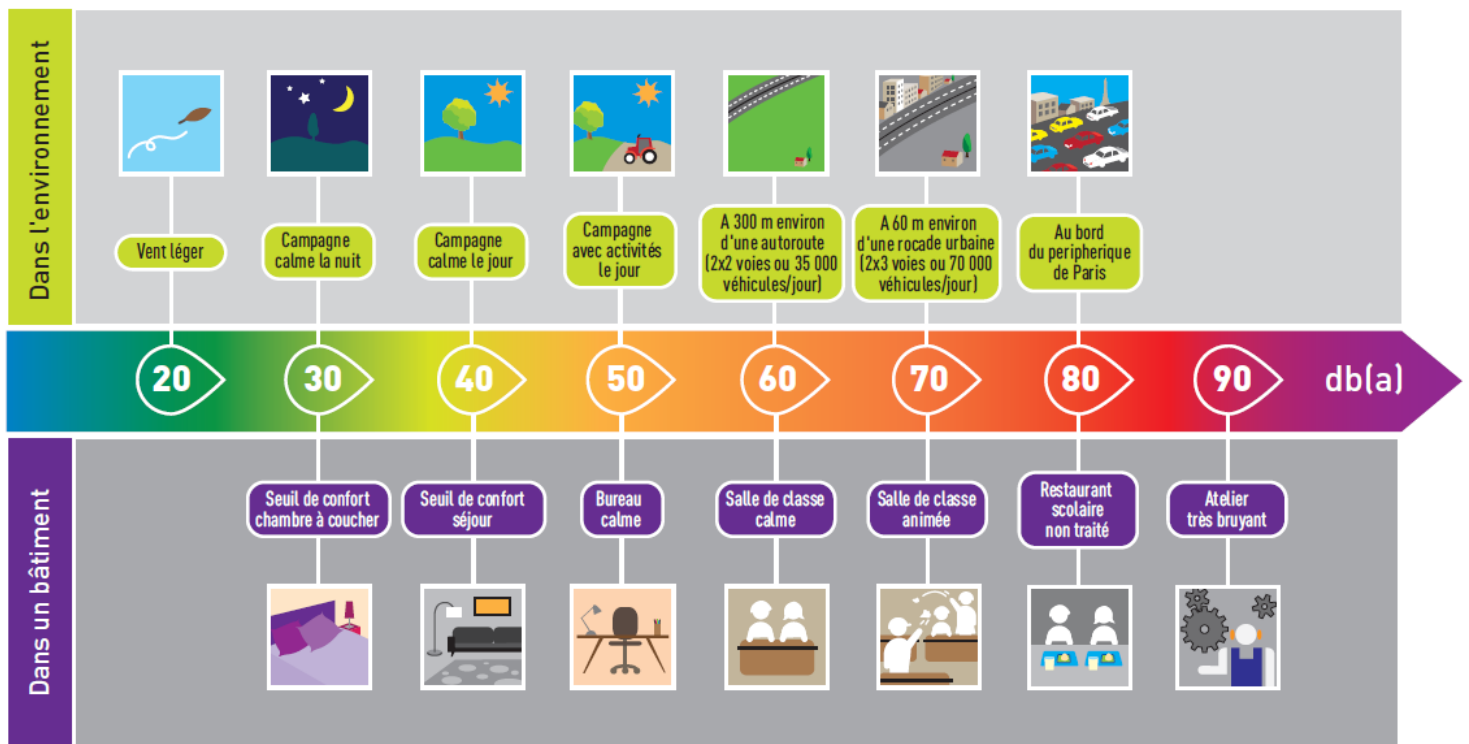 Dans l'environnement
Vent léger
Campagne
calme la nuit
Campagne
calme le jour
Campagne
avec activités
le jour
A 300 m environ
d'une autoroute
(2x2 voies ou 35 000
véhicules/jour)
A 60 m environ
d'une rocade urbaine
(2x3 voies ou 70 000
véhicules/jour)
Au bord
du peripherique
de Paris
20
30
40
50
60
70
80
90
db(a)
Dans un bâtiment
Seuil de confort
chambre à coucher
Seuil de confort
séjour
Bureau
calme
Salle de classe
calme
Salle de classe
animée
Restaurant
scolaire
non traité
Atelier
très bruyant